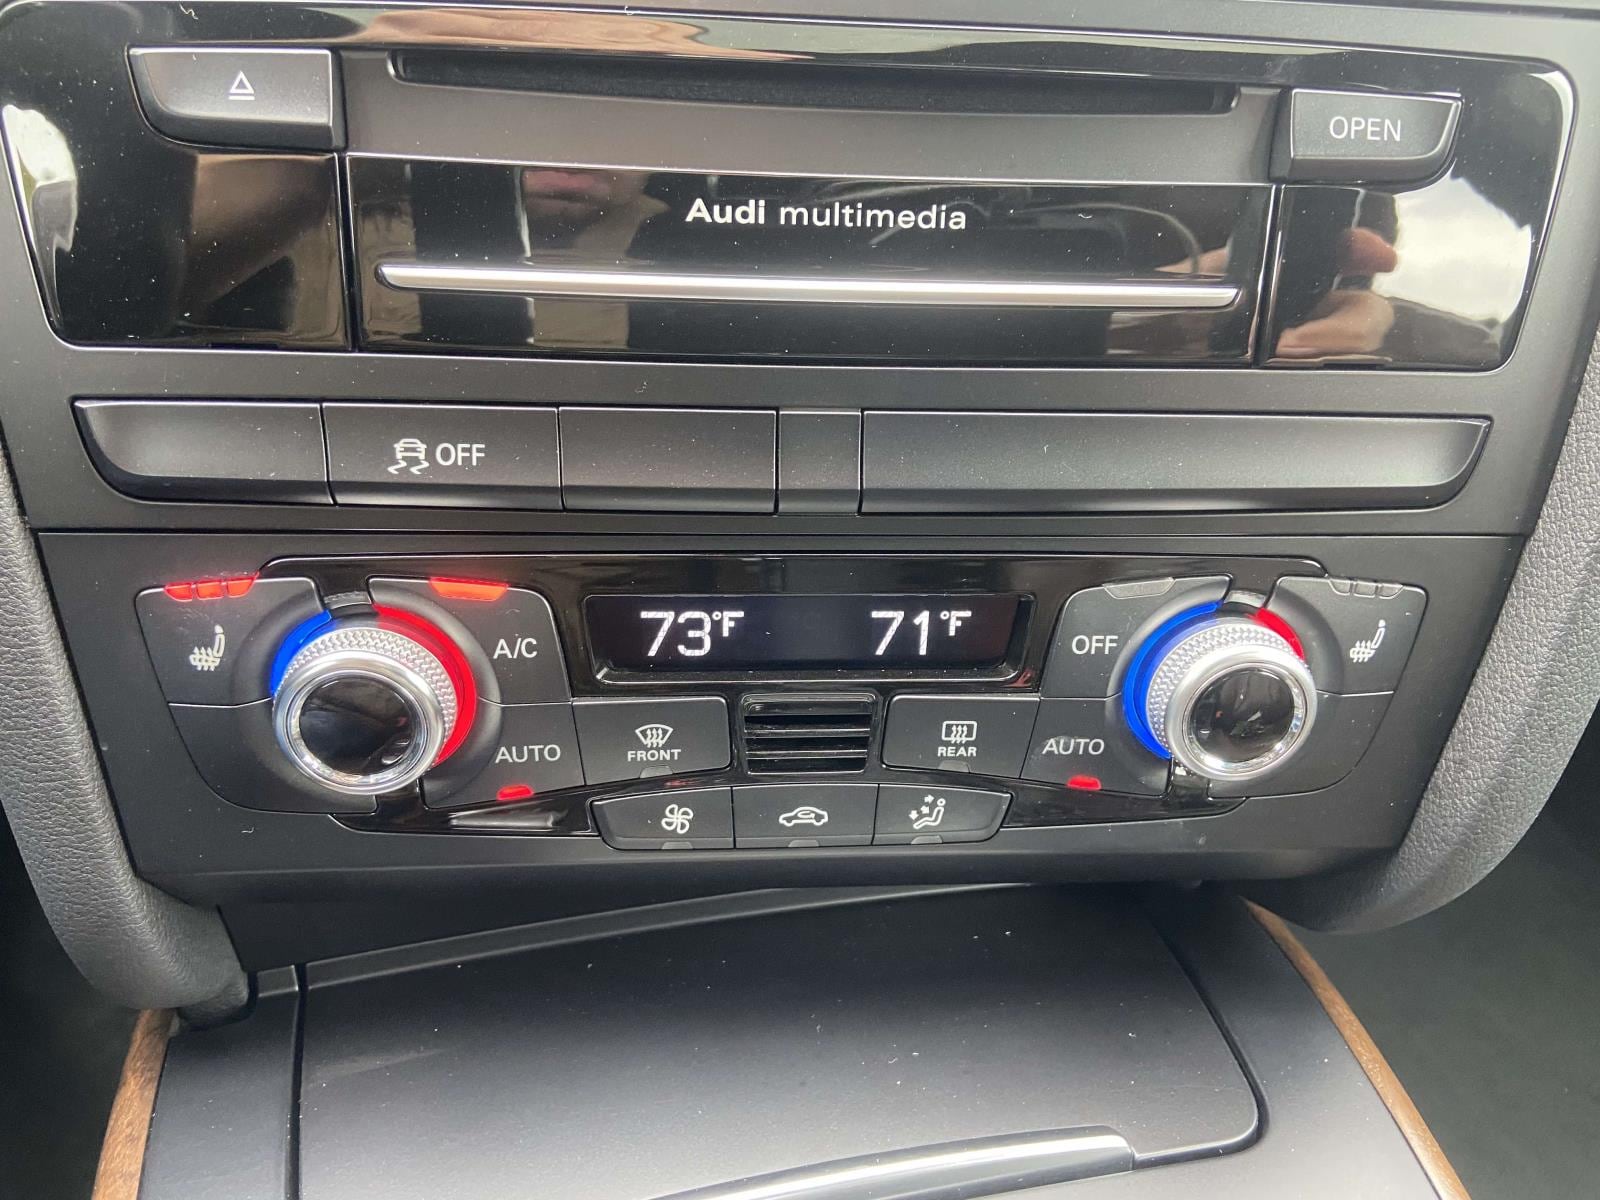 OPEN
Audi multimedia
OFF
73°F 71°F
A/C
OFF
AUTO
FRONT
REAR
AUTO